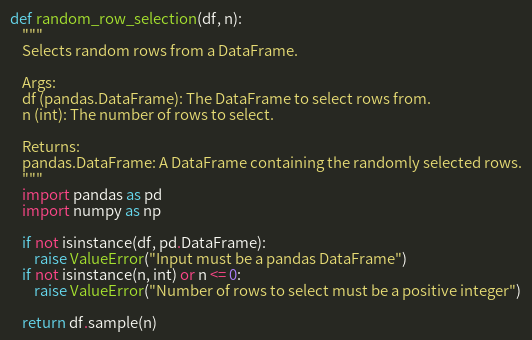 def random_row_selection(df, n):
    """
    Selects random rows from a DataFrame.

    Args:
    df (pandas.DataFrame): The DataFrame to select rows from.
    n (int): The number of rows to select.

    Returns:
    pandas.DataFrame: A DataFrame containing the randomly selected rows.
    """
    import pandas as pd
    import numpy as np

    if not isinstance(df, pd.DataFrame):
        raise ValueError("Input must be a pandas DataFrame")
    if not isinstance(n, int) or n <= 0:
        raise ValueError("Number of rows to select must be a positive integer")

    return df.sample(n)